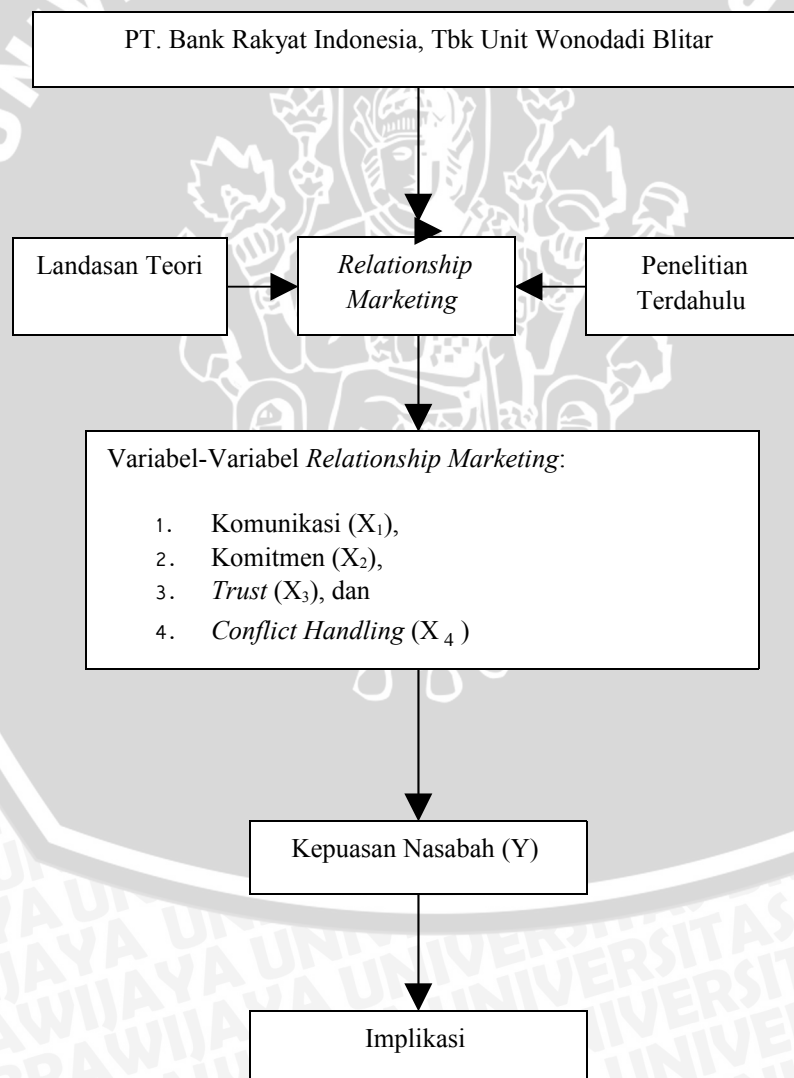 PT. Bank Rakyat Indonesia, Tbk Unit Wonodadi Blitar
Landasan Teori
Relationship
Marketing
Penelitian
Terdahulu
Variabel-Variabel Relationship Marketing:
1. Komunikasi (X₁),
2. Komitmen (X₂),
3. Trust (X₃), dan
4. Conflict Handling (X ₄ )
Kepuasan Nasabah (Y)
Implikasi